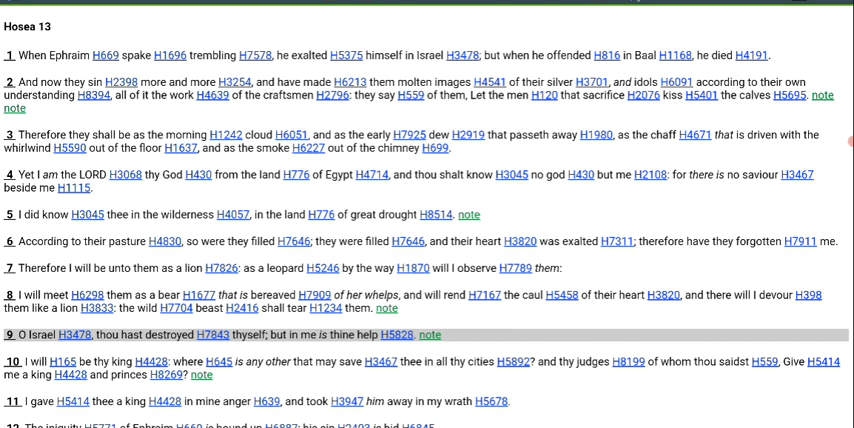 Hosea 13
1 When Ephraim H669 spake H1696 trembling H7578, he exalted H5375 himself in Israel H3478; but when he offended H816 in Baal H1168, he died H4191.
2 And now they sin H2398 more and more H3254, and have made H6213 them molten images H4541 of their silver H3701, and idols H6091 according to their own
understanding H8394, all of it the work H4639 of the craftsmen H2796: they say H559 of them, Let the men H120 that sacrifice H2076 kiss H5401 the calves H5695. note
note
3 Therefore they shall be as the morning H1242 cloud H6051, and as the early H7925 dew H2919 that passeth away H1980, as the chaff H4671 that is driven with the
whirlwind H5590 out of the floor H1637, and as the smoke H6227 out of the chimney H699.
4 Yet I am the LORD H3068 thy God H430 from the land H776 of Egypt H4714, and thou shalt know H3045 no god H430 but me H2108: for there is no saviour H3467
beside me H1115.
5 I did know H3045 thee in the wilderness H4057, in the land H776 of great drought H8514. note
6 According to their pasture H4830, so were they filled H7646; they were filled H7646, and their heart H3820 was exalted H7311; therefore have they forgotten H7911 me.
7 Therefore I will be unto them as a lion H7826: as a leopard H5246 by the way H1870 will I observe H7789 them:
8 I will meet H6298 them as a bear H1677 that is bereaved H7909 of her whelps, and will rend H7167 the caul H5458 of their heart H3820, and there will I devour H398
them like a lion H3833: the wild H7704 beast H2416 shall tear H1234 them. note
9 O Israel H3478, thou hast destroyed H7843 thyself; but in me is thine help H5828. note
10 I will H165 be thy king H4428: where H645 is any other that may save H3467 thee in all thy cities H5892? and thy judges H8199 of whom thou saidst H559, Give H5414
me a king H4428 and princes H8269? note
11 I gave H5414 thee a king H4428 in mine anger H639, and took H3947 him away in my wrath H5678.
12 The iniquity H5771 of Ephraim H669 is bound up H6887; his sin H2403 is hid H6845.